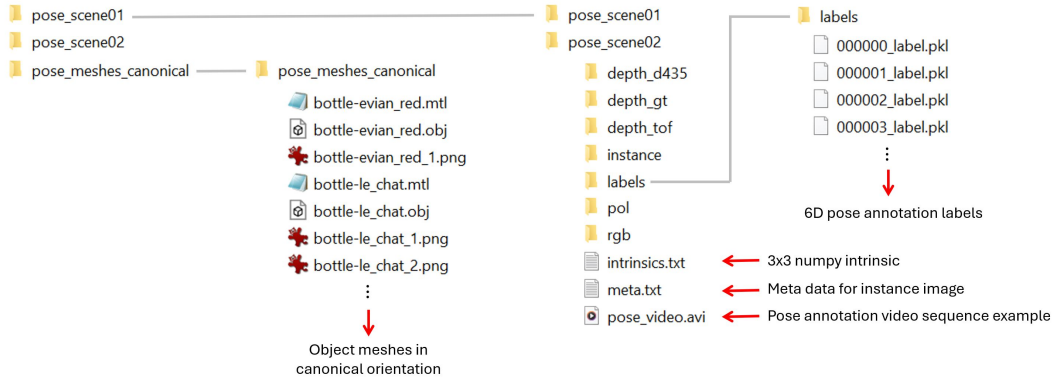 pose_scene01
pose_scene02
pose_meshes_canonical
pose_meshes_canonical
bottle-evian_red.mtl
bottle-evian_red.obj
bottle-evian_red_1.png
bottle-le_chat.mtl
bottle-le_chat.obj
bottle-le_chat_1.png
bottle-le_chat_2.png
Object meshes in
canonical orientation
pose_scene01
pose_scene02
depth_d435
depth_gt
depth_tof
instance
labels
pol
rgb
intrinsics.txt
3x3 numpy intrinsic
meta.txt
Meta data for instance image
pose_video.avi
Pose annotation video sequence example
labels
000000_label.pkl
000001_label.pkl
000002_label.pkl
000003_label.pkl
6D pose annotation labels